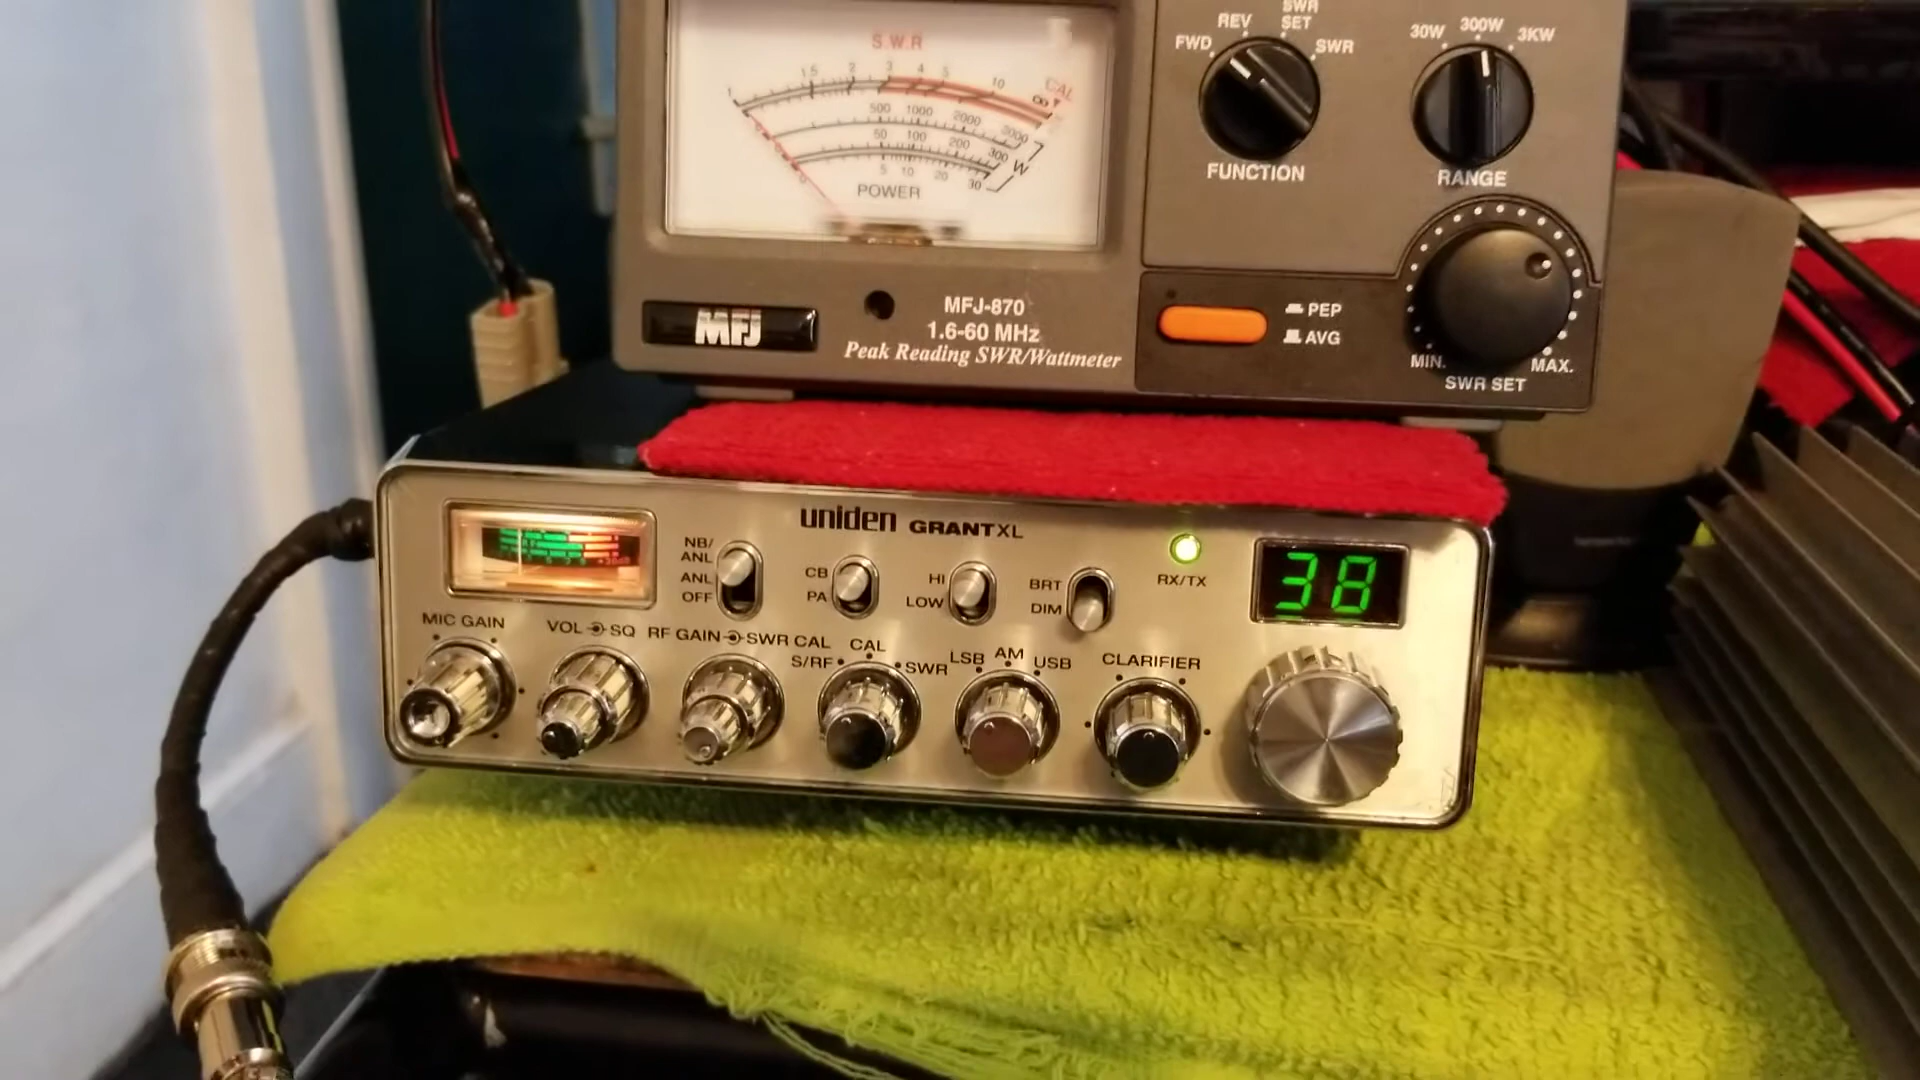 S.W.R
1 1.5 2 3 4 5 10 ∞ CAL
500 1000 2000 3000
50 100 200 300 W
0 5 10 20 30
POWER
FWD REV SWR SET SWR
FUNCTION
30W 300W 3KW
RANGE
MFJ
MFJ-870
1.6-60 MHz
Peak Reading SWR/Wattmeter
PEP
AVG
MIN. MAX.
SWR SET
uniden GRANT XL
NB/ANL
ANL
OFF
CB
PA
HI
LOW
BRT
DIM
RX/TX
38
MIC GAIN
VOL SQ
RF GAIN SWR CAL
S/RF CAL SWR
LSB AM USB
CLARIFIER